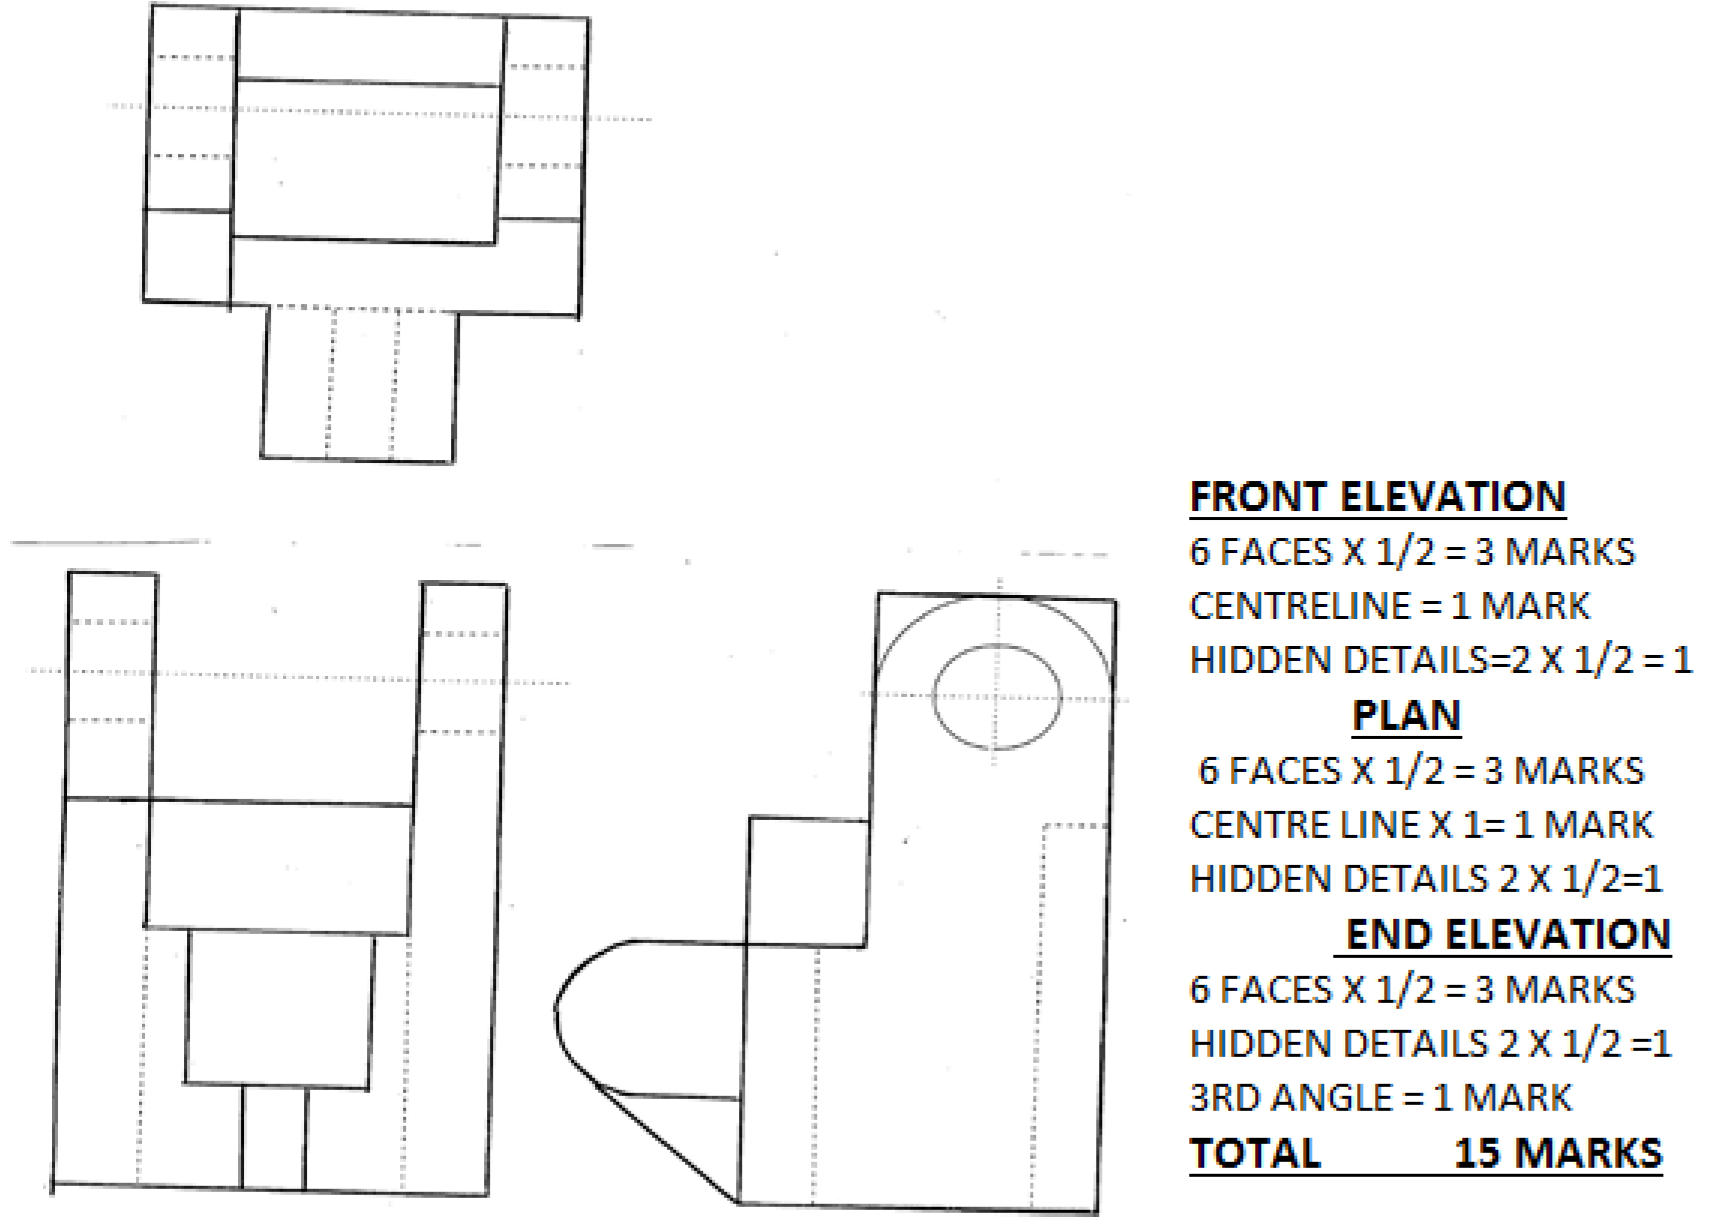 FRONT ELEVATION
6 FACES X 1/2 = 3 MARKS
CENTRELINE = 1 MARK
HIDDEN DETAILS=2 X 1/2 = 1
PLAN
6 FACES X 1/2 = 3 MARKS
CENTRE LINE X 1= 1 MARK
HIDDEN DETAILS 2 X 1/2=1
END ELEVATION
6 FACES X 1/2 = 3 MARKS
HIDDEN DETAILS 2 X 1/2 =1
3RD ANGLE = 1 MARK
TOTAL 15 MARKS